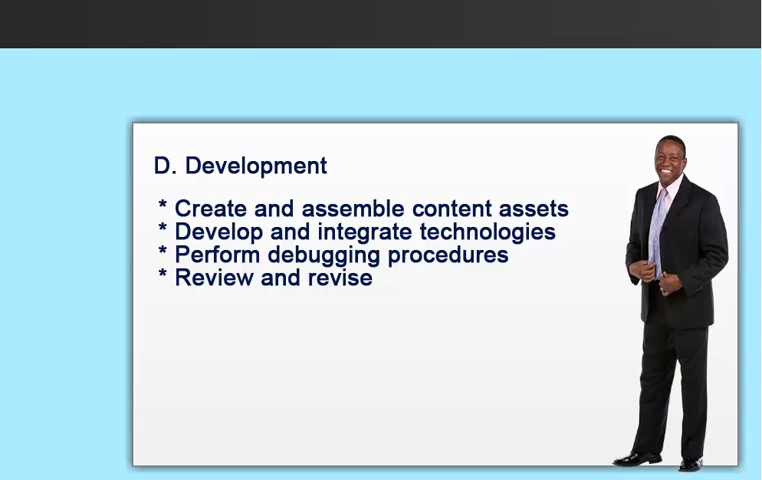 D. Development
* Create and assemble content assets
* Develop and integrate technologies
* Perform debugging procedures
* Review and revise